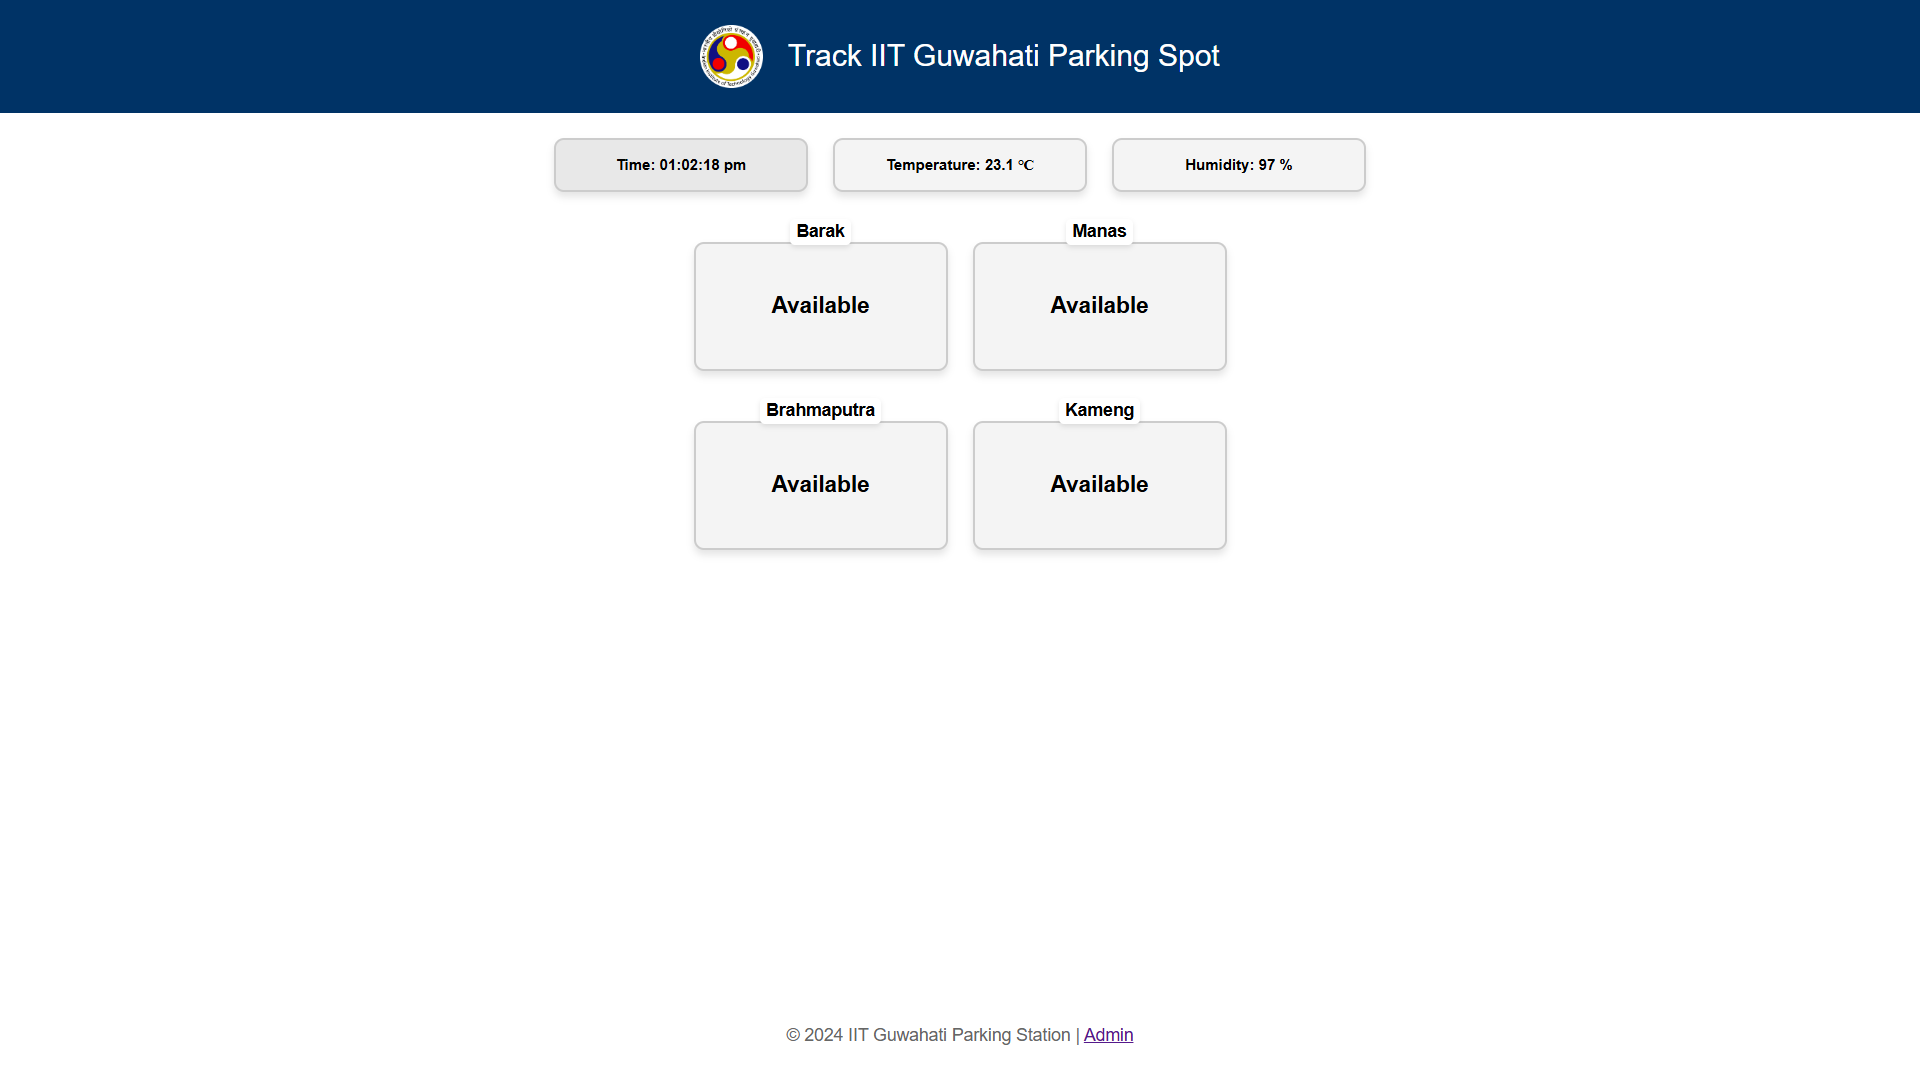 Track IIT Guwahati Parking Spot
Time: 01:02:18 pm
Temperature: 23.1 °C
Humidity: 97 %
Barak
Manas
Available
Available
Brahmaputra
Kameng
Available
Available
© 2024 IIT Guwahati Parking Station | Admin